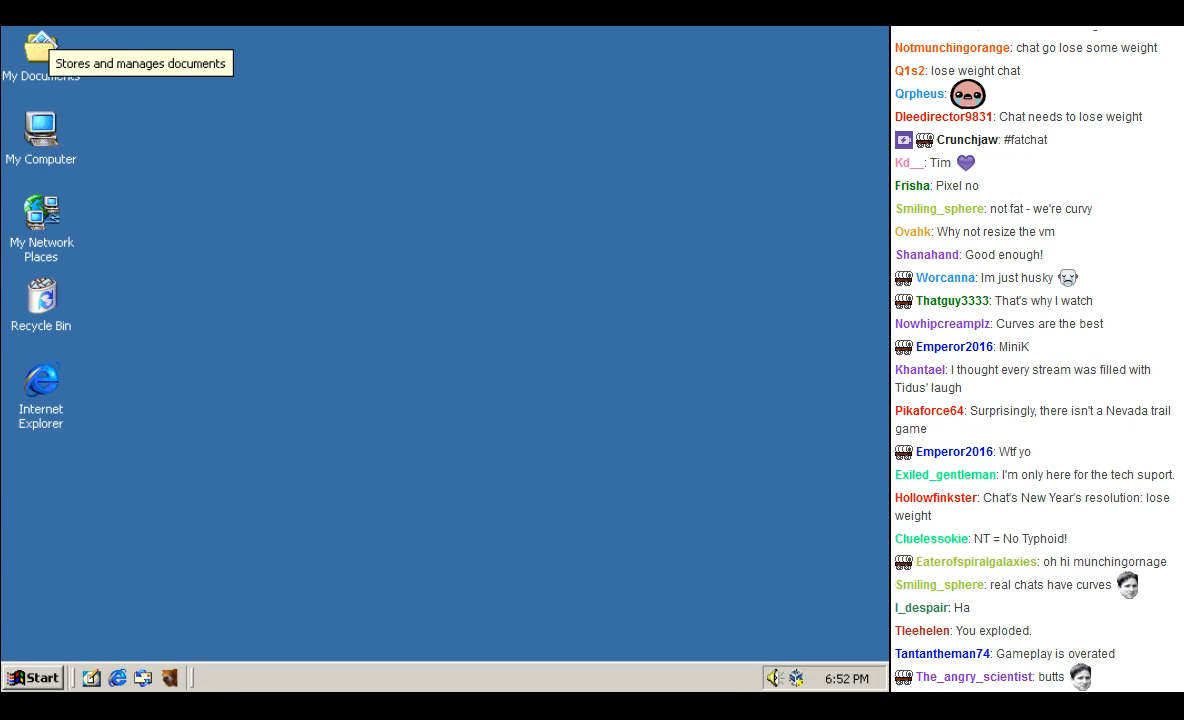 Stores and manages documents
My Documents
My Computer
My Network
Places
Recycle Bin
Internet
Explorer
Start
6:52 PM
Notmunchingorange: chat go lose some weight
Q1s2: lose weight chat
Qrpheus:
Dleedirector9831: Chat needs to lose weight
Crunchjaw: #fatchat
Kd__: Tim
Frisha: Pixel no
Smiling_sphere: not fat - we're curvy
Ovahk: Why not resize the vm
Shanahand: Good enough!
Worcanna: Im just husky
Thatguy3333: That's why I watch
Nowhipcreamplz: Curves are the best
Emperor2016: MiniK
Khantael: I thought every stream was filled with
Tidus' laugh
Pikaforce64: Surprisingly, there isn't a Nevada trail
game
Emperor2016: Wtf yo
Exiled_gentleman: I'm only here for the tech suport.
Hollowfinkster: Chat's New Year's resolution: lose
weight
Cluelessokie: NT = No Typhoid!
Eaterofspiralgalaxies: oh hi munchingornage
Smiling_sphere: real chats have curves
I_despair: Ha
Tleehelen: You exploded.
Tantantheman74: Gameplay is overated
The_angry_scientist: butts